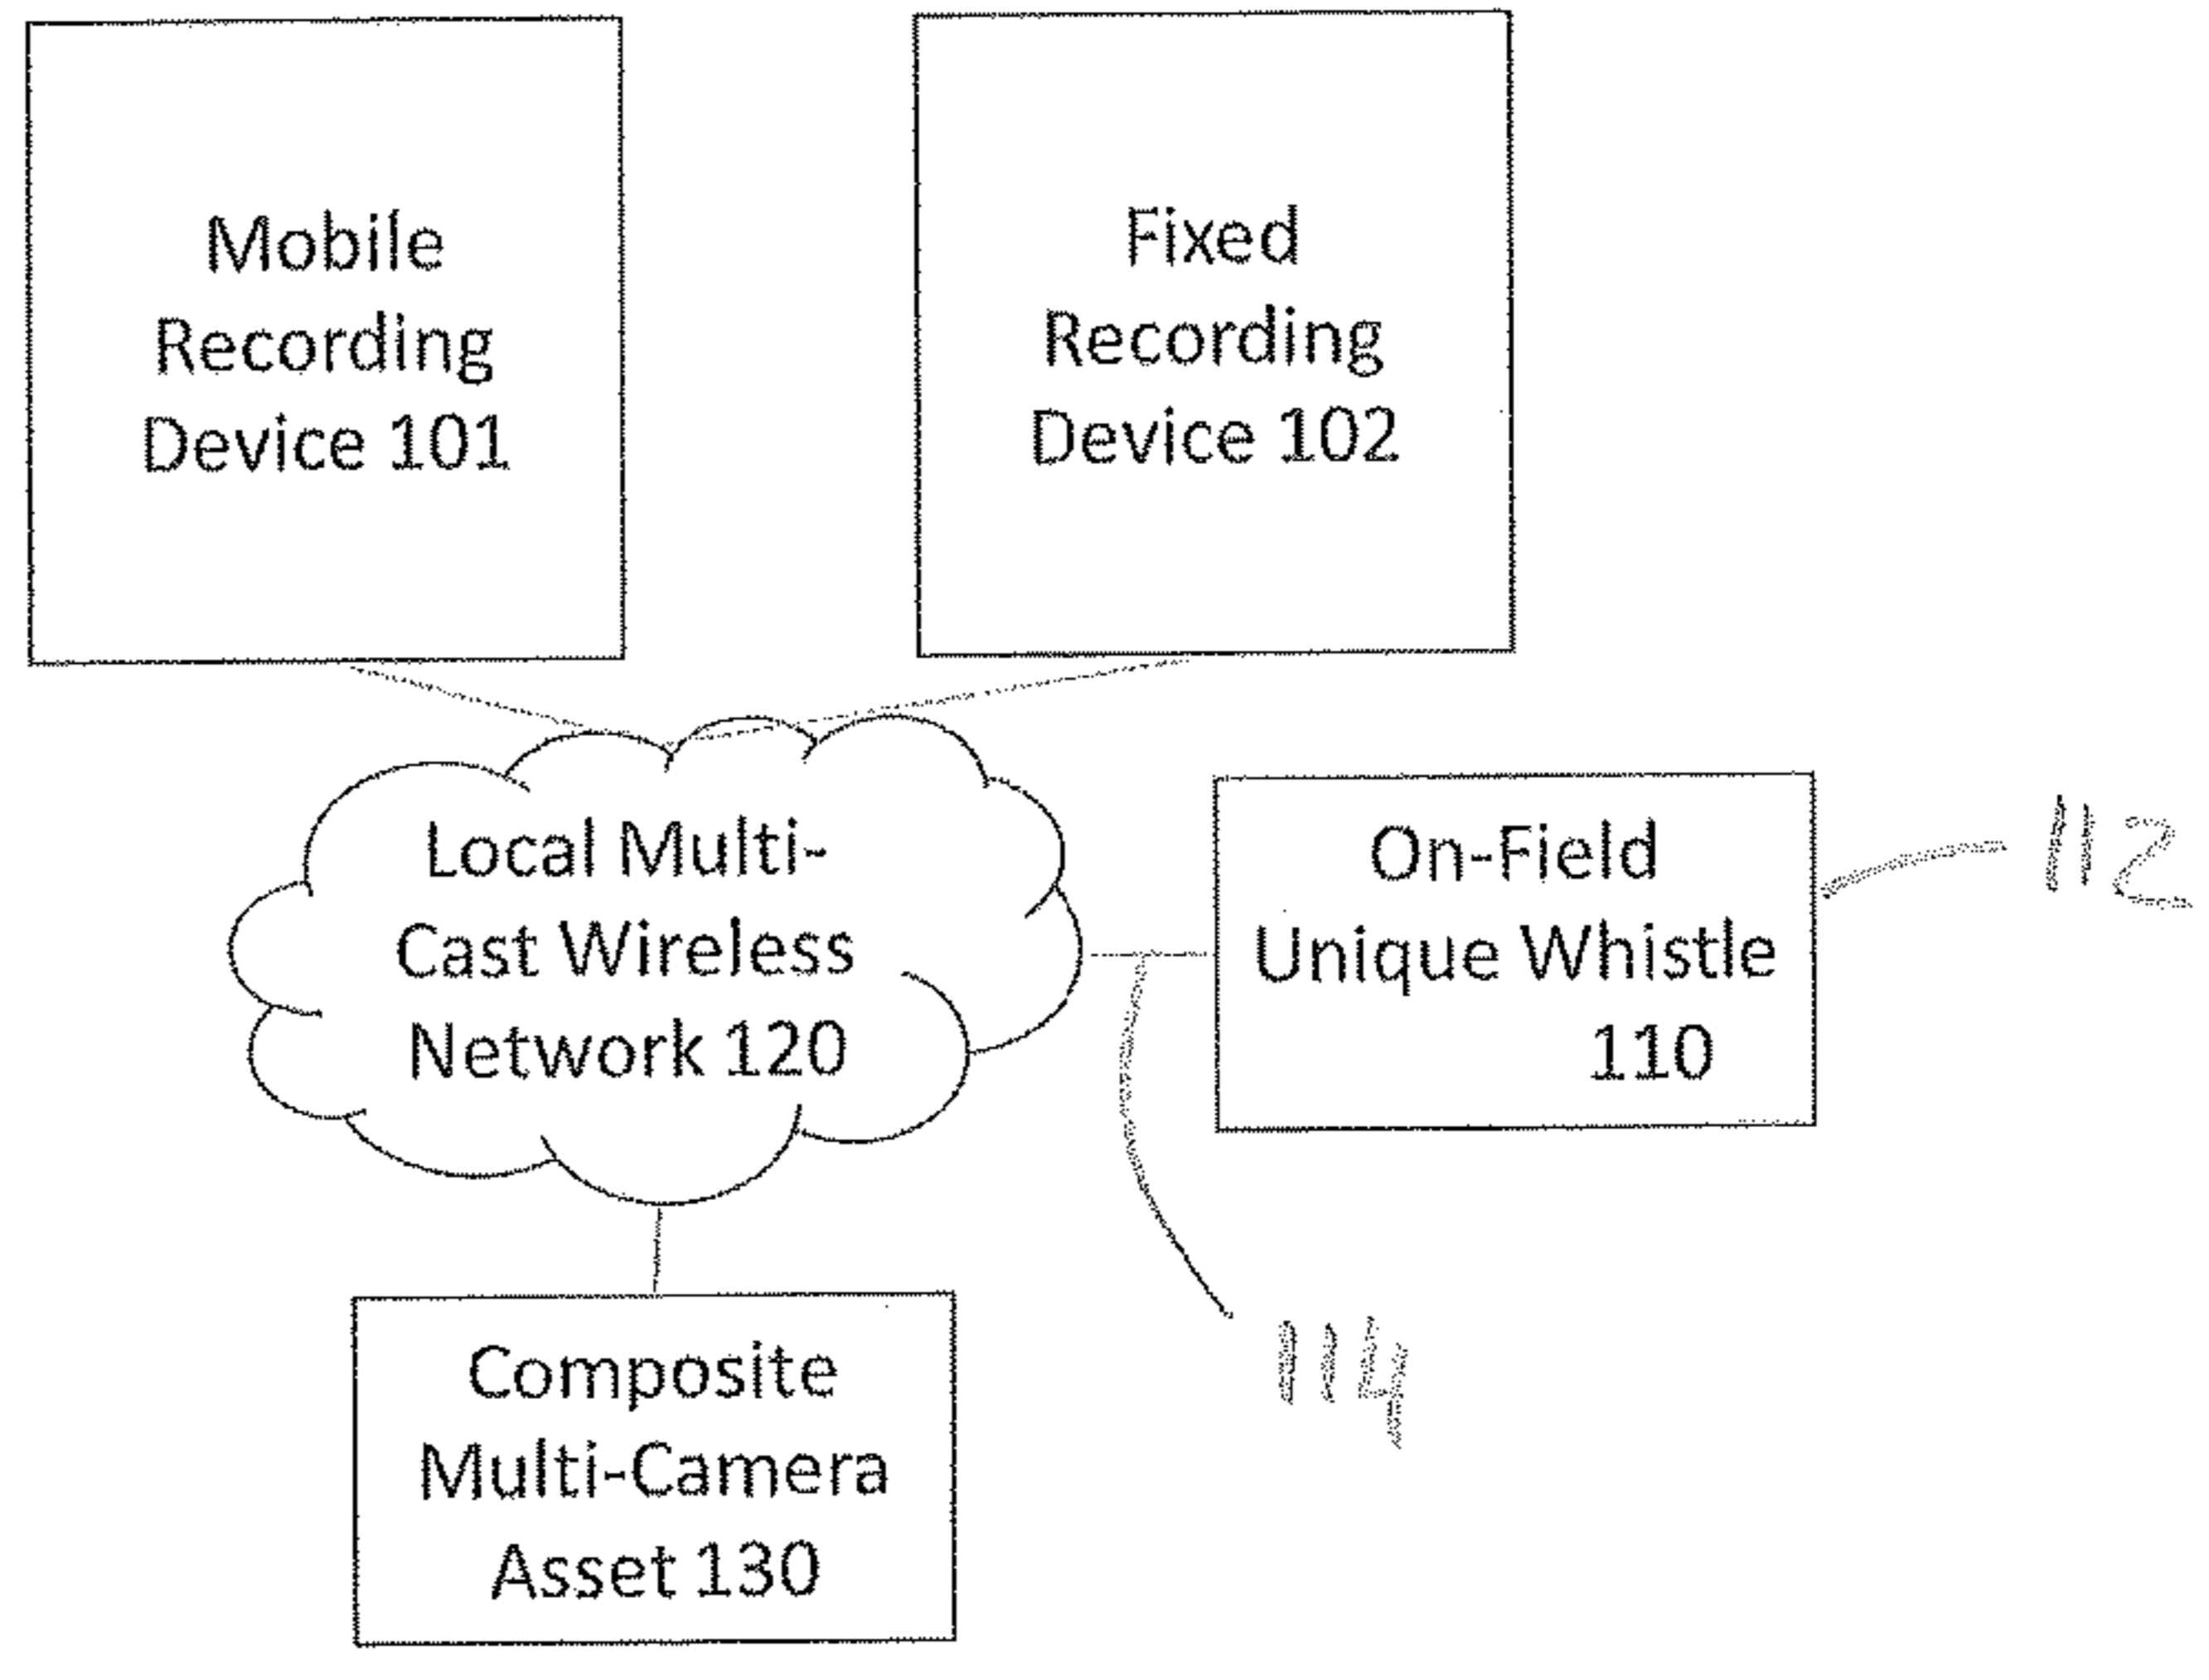 Mobile
Recording
Device 101
Fixed
Recording
Device 102
Local Multi-
Cast Wireless
Network 120
On-Field
Unique Whistle
110
112
114
Composite
Multi-Camera
Asset 130